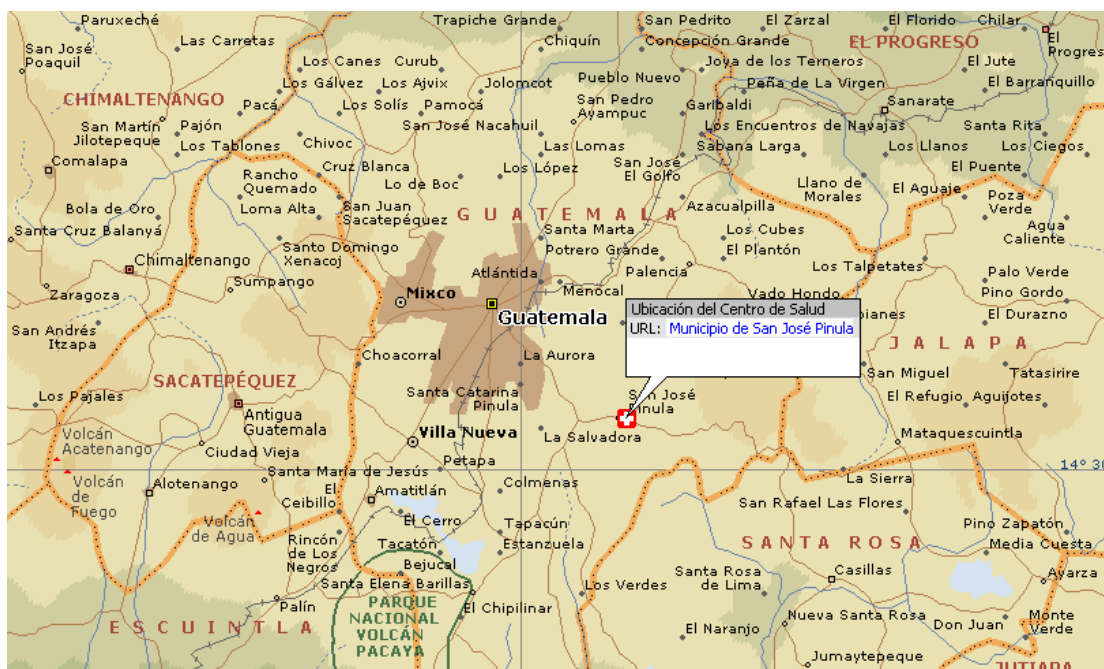 Paruxeché
Trapiche Grande
San Pedrito
El Zarzal
El Florido
Chilar
Las Carretas
San José
Poaquil
Chiquín
Concepción Grande
EL PROGRESO
El
Progres
Los Canes
Curub
Joya de los Terneros
El Jute
Los Gálvez
Los Ajvix
Jolomcot
Pueblo Nuevo
Peña de La Virgen
El Barranquillo
CHIMALTENANGO
Pacá
Los Solís
Pamocá
San Pedro
Ayampuc
Garibaldi
Sanarate
San Martín
Jilotepeque
Pajón
San José Nacahuil
Los Encuentros de Navajas
Santa Rita
Los Tablones
Chivoc
Las Lomas
Sabana Larga
Los Llanos
Los Ciegos
Comalapa
Cruz Blanca
Los López
San José
El Golfo
El Puente
Rancho
Quemado
Lo de Boc
Llano de
Morales
El Aguaje
Poza
Verde
Bola de Oro
Loma Alta
San Juan
Sacatepéquez
GUATEMALA
Azacualpilla
Agua
Caliente
Santa Cruz Balanyá
Santa Marta
Los Cubes
Santo Domingo
Xenacoj
Potrero Grande
El Plantón
Chimaltenango
Atlántida
Palencia
Los Talpetates
Palo Verde
Zaragoza
Sumpango
Mixco
Menocal
Vado Hondo
Pino Gordo
Guatemala
Ubicación del Centro de Salud
URL: Municipio de San José Pinula
pianes
El Durazno
San Andrés
Itzapa
Choacorral
La Aurora
JALAPA
SACATEPÉQUEZ
San Miguel
Tatasirire
Los Pajales
Santa Catarina
Pinula
San José
Pinula
El Refugio
Aguijotes
Antigua
Guatemala
Volcán
Acatenango
Villa Nueva
La Salvadora
Mataquescuintla
Ciudad Vieja
Petapa
14° 30
Santa María de Jesús
La Sierra
Volcán
de
Fuego
Alotenango
El
Ceibillo
Amatitlán
Colmenas
San Rafael Las Flores
Volcán
de Agua
El Cerro
Tapacún
Pino Zapatón
Rincón
de Los
Negros
Tacatón
Estanzuela
SANTA ROSA
Media Cuesta
Bejucal
Santa Elena Barillas
Los Verdes
Santa Rosa
de Lima
Casillas
Ayarza
Palín
PARQUE
NACIONAL
VOLCÁN
PACAYA
El Chipilinar
Nueva Santa Rosa
Don Juan
Monte
Verde
ESCUINTLA
El Naranjo
Jumaytepeque
JUTIAPA